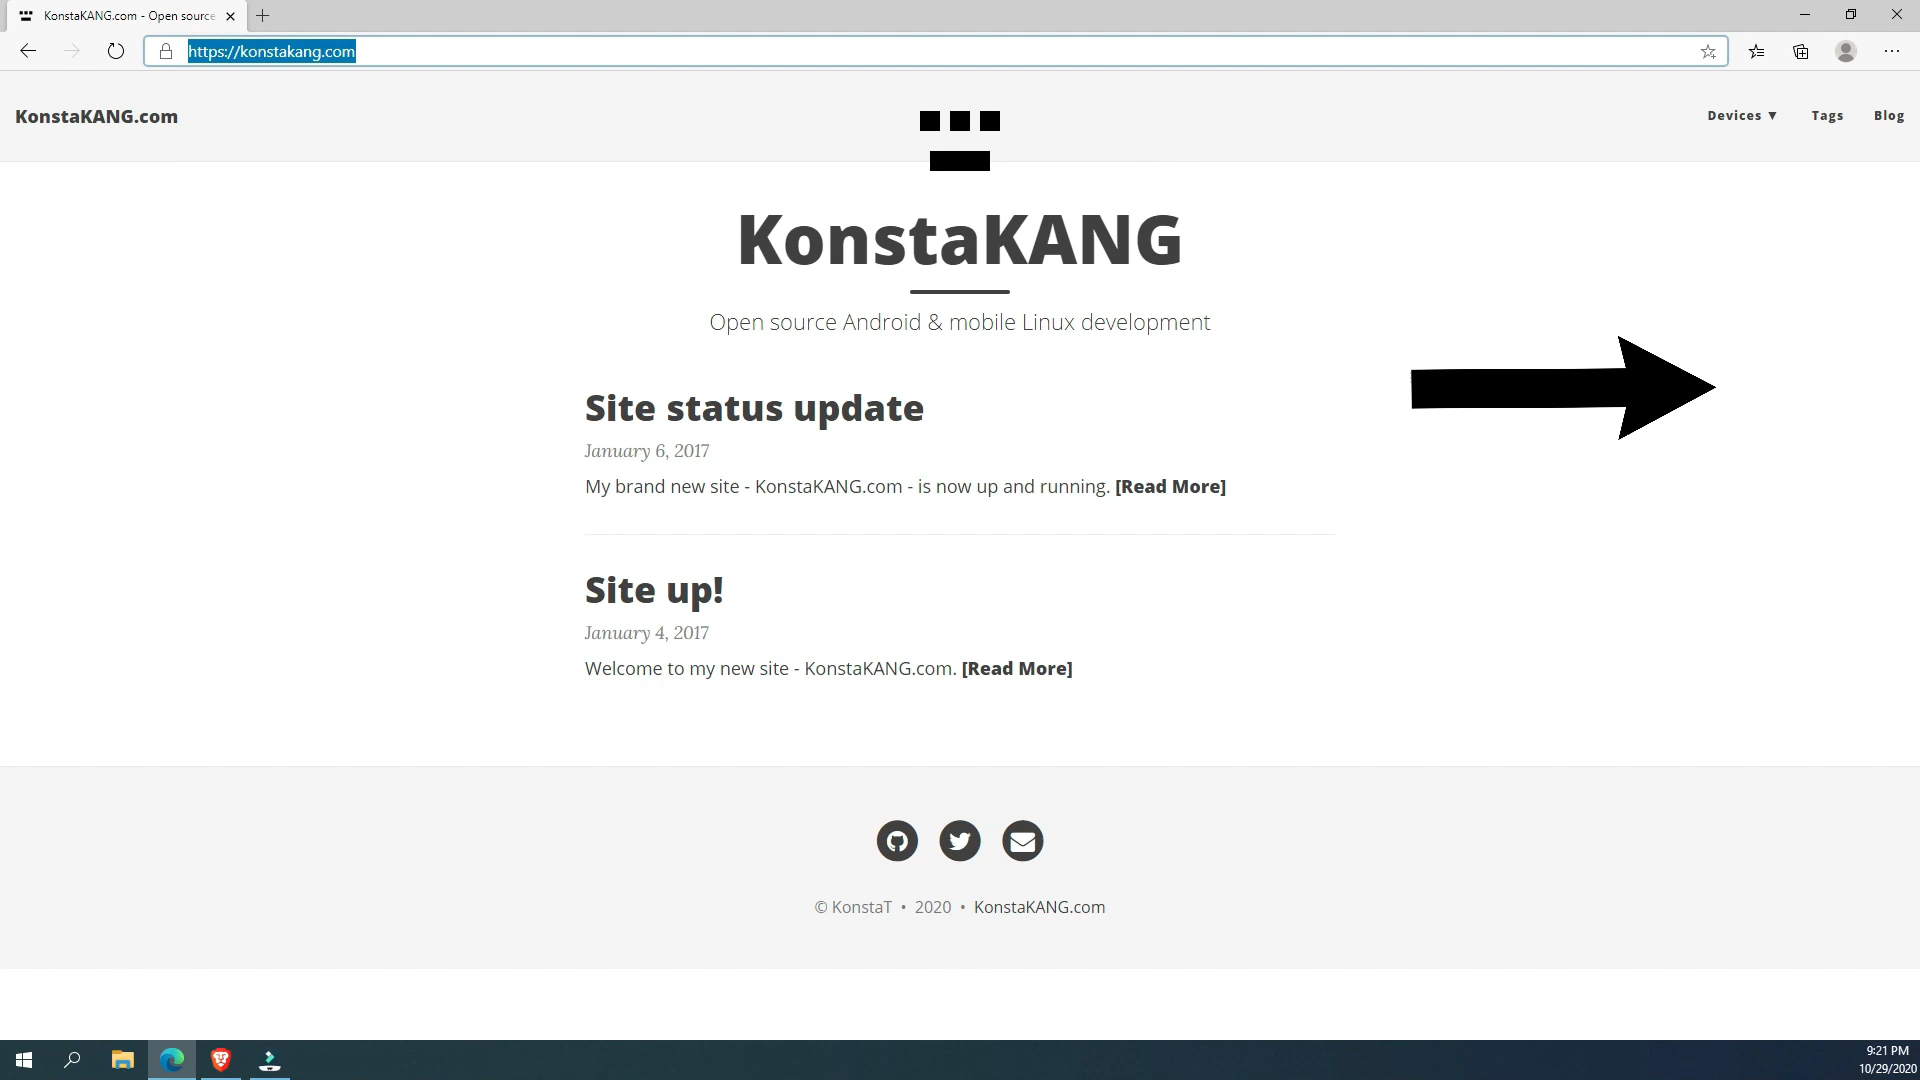 KonstaKANG.com - Open source
https://konstakang.com
KonstaKANG.com
Devices ▼ Tags Blog
KonstaKANG
Open source Android & mobile Linux development
Site status update
January 6, 2017
My brand new site - KonstaKANG.com - is now up and running. [Read More]
Site up!
January 4, 2017
Welcome to my new site - KonstaKANG.com. [Read More]
© KonstaT • 2020 • KonstaKANG.com
9:21 PM
10/29/2020